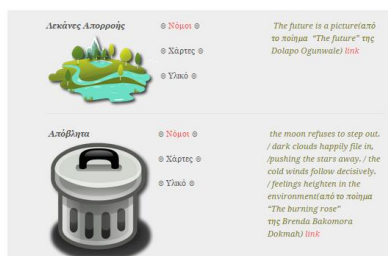 Λεκάνες Απορροής
⊙ Νόμοι ⊙
⊙ Χάρτες ⊙
⊙ Υλικό ⊙
The future is a picture(από
το ποίημα “The future” της
Dolapo Ogunwale) link
Απόβλητα
⊙ Νόμοι ⊙
⊙ Χάρτες ⊙
⊙ Υλικό ⊙
the moon refuses to step out.
/ dark clouds happily file in,
/pushing the stars away. / the
cold winds follow decisively.
/ feelings heighten in the
environment(από το ποίημα
“The burning rose”
της Brenda Bakomora
Dokmah) link